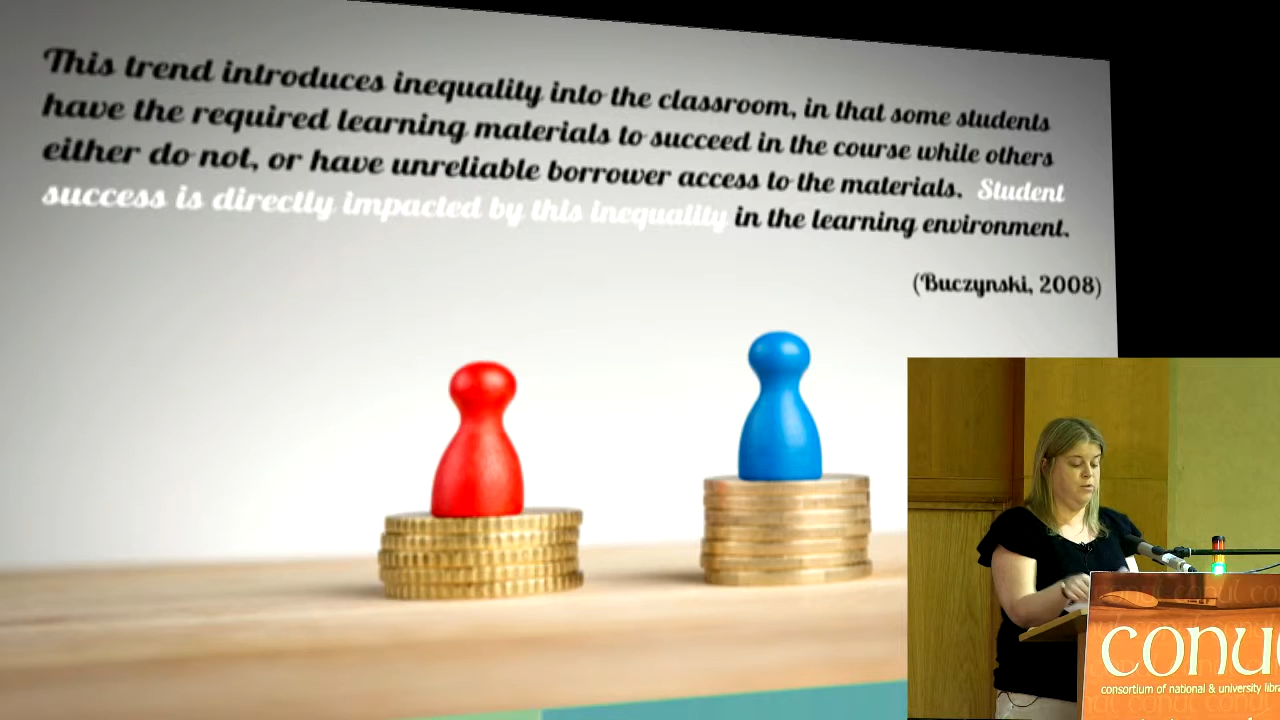 This trend introduces inequality into the classroom, in that some students
have the required learning materials to succeed in the course while others
either do not, or have unreliable borrower access to the materials. Student
success is directly impacted by this inequality in the learning environment.
(Buczynski, 2008)
conu
consortium of national & university